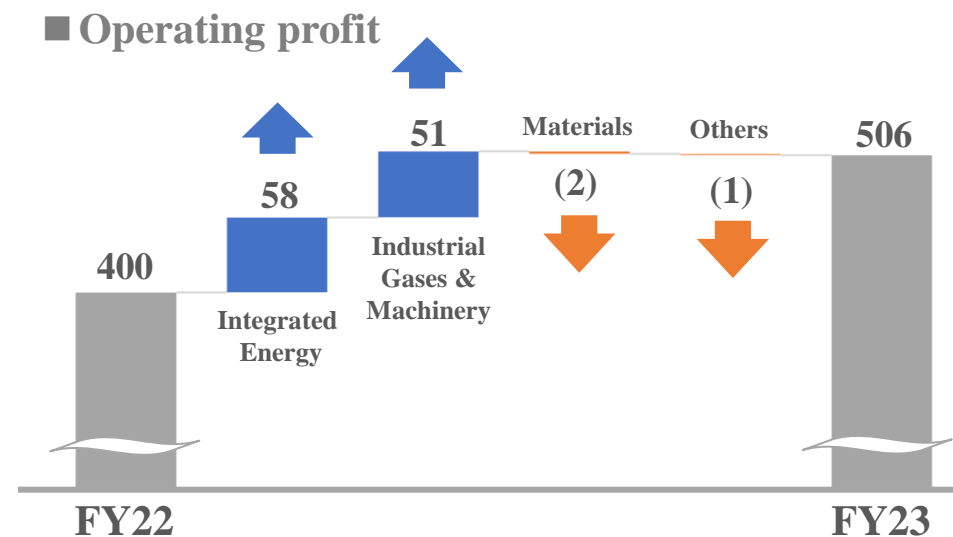 ■ Operating profit
400
58
Integrated
Energy
51
Industrial
Gases &
Machinery
Materials
(2)
Others
(1)
506
FY22
FY23